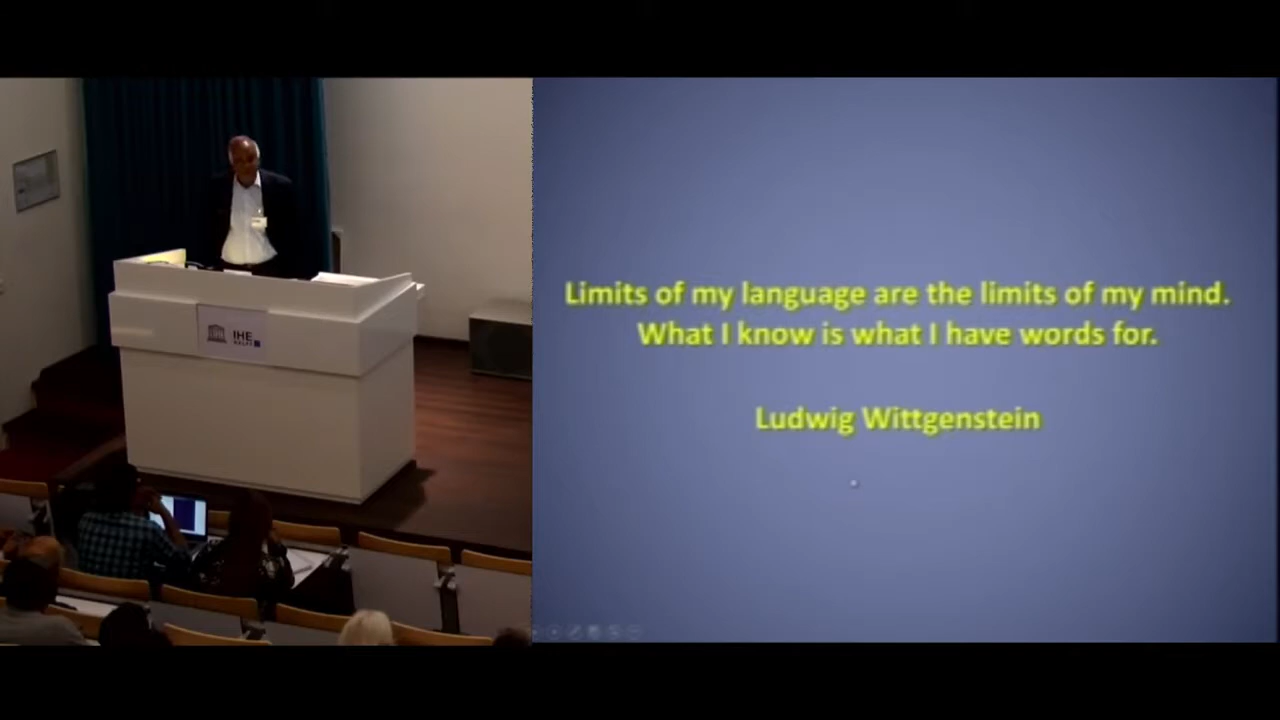 IHE
DELFT
Limits of my language are the limits of my mind.
What I know is what I have words for.
Ludwig Wittgenstein